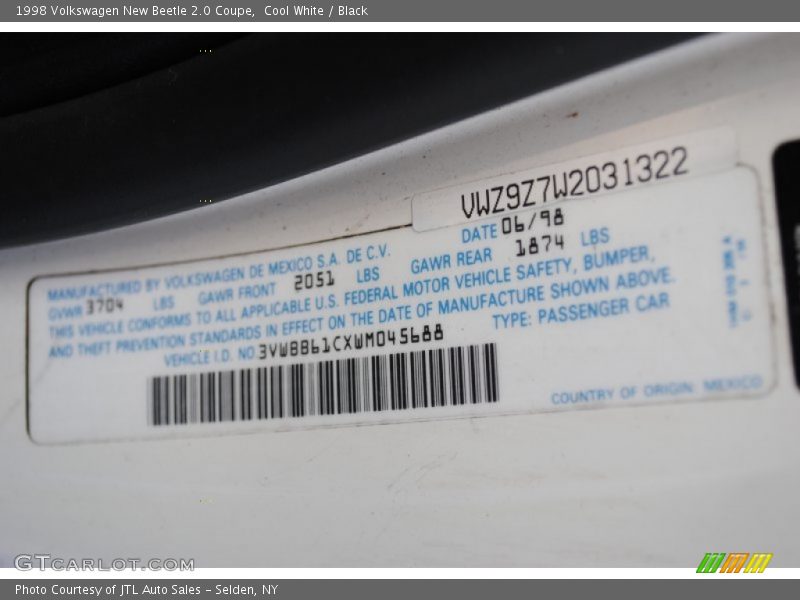 1998 Volkswagen New Beetle 2.0 Coupe, Cool White / Black
VWZ9Z7W2031322
MANUFACTURED BY VOLKSWAGEN DE MEXICO S.A. DE C.V. DATE 06/98
GVWR 3704 LBS GAWR FRONT 2051 LBS GAWR REAR 1874 LBS
THIS VEHICLE CONFORMS TO ALL APPLICABLE U.S. FEDERAL MOTOR VEHICLE SAFETY, BUMPER,
AND THEFT PREVENTION STANDARDS IN EFFECT ON THE DATE OF MANUFACTURE SHOWN ABOVE.
VEHICLE I.D. NO. 3VWBB61CXWM045688 TYPE: PASSENGER CAR
COUNTRY OF ORIGIN: MEXICO
GTCARLOT.COM
Photo Courtesy of JTL Auto Sales - Selden, NY